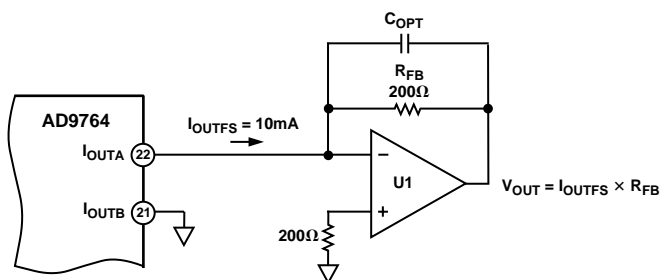 C_OPT
R_FB
200Ω
AD9764
I_OUTFS = 10mA
I_OUTA
22
–
U1
V_OUT = I_OUTFS × R_FB
I_OUTB
21
+
200Ω